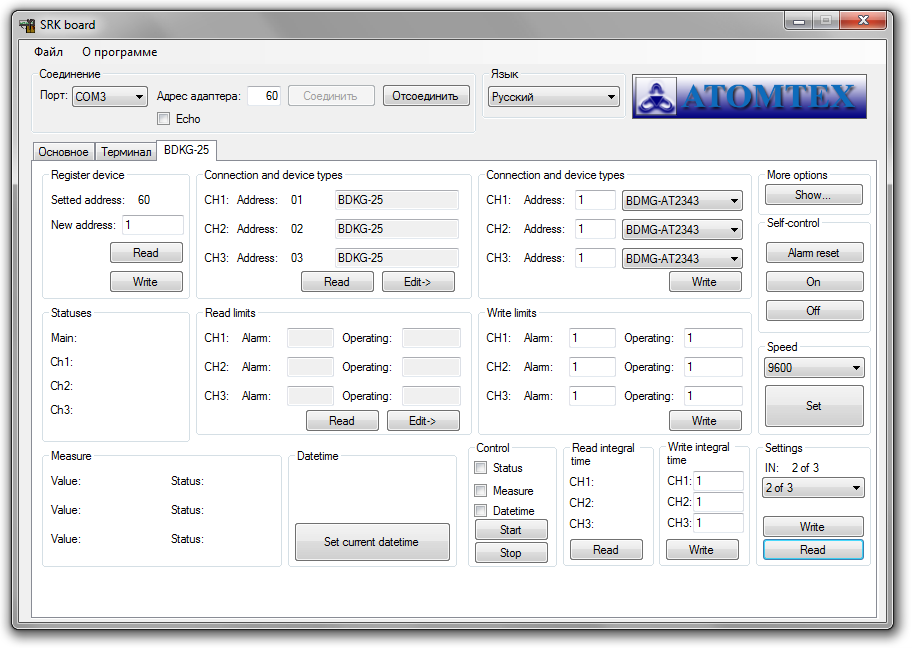 SRK board
Файл О программе
Соединение
Порт: COM3 Адрес адаптера: 60 Соединить Отсоединить
Echo
Язык
Русский
ATOMTEX
Основное Терминал BDKG-25
Register device
Setted address: 60
New address: 1
Read
Write
Connection and device types
CH1: Address: 01 BDKG-25
CH2: Address: 02 BDKG-25
CH3: Address: 03 BDKG-25
Read Edit->
Connection and device types
CH1: Address: 1 BDMG-AT2343
CH2: Address: 1 BDMG-AT2343
CH3: Address: 1 BDMG-AT2343
Write
More options
Show...
Self-control
Alarm reset
On
Off
Statuses
Main:
Ch1:
Ch2:
Ch3:
Read limits
CH1: Alarm: Operating:
CH2: Alarm: Operating:
CH3: Alarm: Operating:
Read Edit->
Write limits
CH1: Alarm: 1 Operating: 1
CH2: Alarm: 1 Operating: 1
CH3: Alarm: 1 Operating: 1
Write
Speed
9600
Set
Measure
Value: Status:
Value: Status:
Value: Status:
Datetime
Set current datetime
Control
Status
Measure
Datetime
Start
Stop
Read integral
time
CH1:
CH2:
CH3:
Read
Write integral
time
CH1: 1
CH2: 1
CH3: 1
Write
Settings
IN: 2 of 3
2 of 3
Write
Read